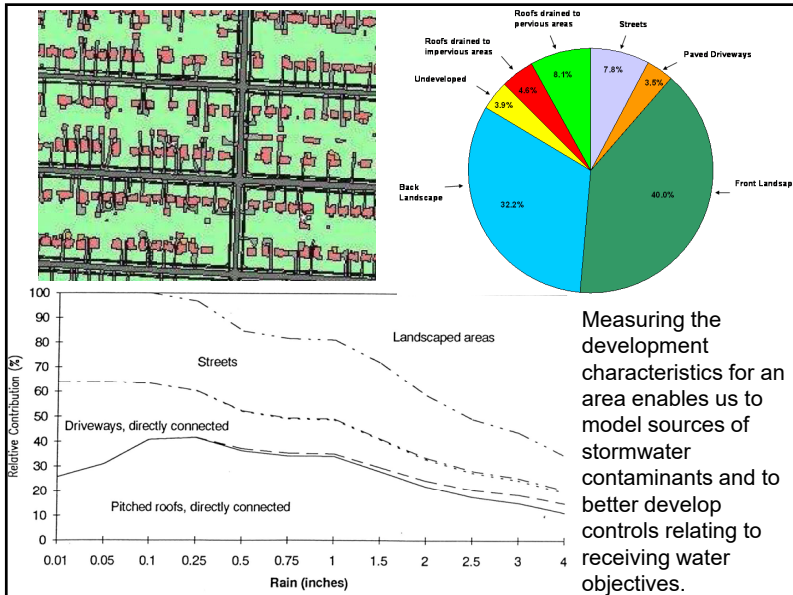 Roofs drained to
pervious areas
Streets
Roofs drained to
impervious areas
Paved Driveways
Undeveloped
8.1%
7.8%
4.6%
3.5%
3.9%
Back
Landscape
32.2%
40.0%
Front Landsap
100
90
80
70
60
50
40
30
20
10
0
Relative Contribution (%)
Landscaped areas
Streets
Driveways, directly connected
Pitched roofs, directly connected
0.01 0.05 0.1 0.25 0.5 0.75 1 1.5 2 2.5 3 4
Rain (inches)
Measuring the
development
characteristics for an
area enables us to
model sources of
stormwater
contaminants and to
better develop
controls relating to
receiving water
objectives.